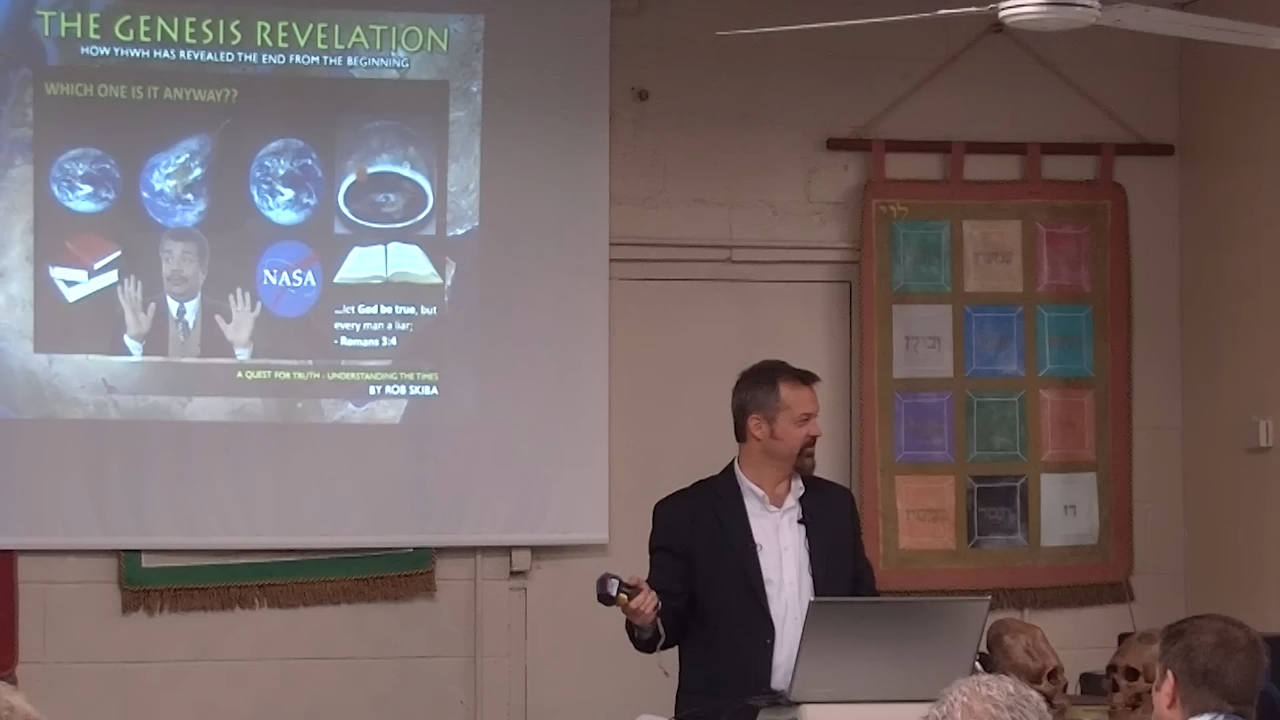 THE GENESIS REVELATION
HOW YHWH HAS REVEALED THE END FROM THE BEGINNING
WHICH ONE IS IT ANYWAY??
NASA
...let God be true, but
every man a liar;
- Romans 3:4
A QUEST FOR TRUTH - UNDERSTANDING THE TIMES
BY ROB SKIBA
לוי
דן